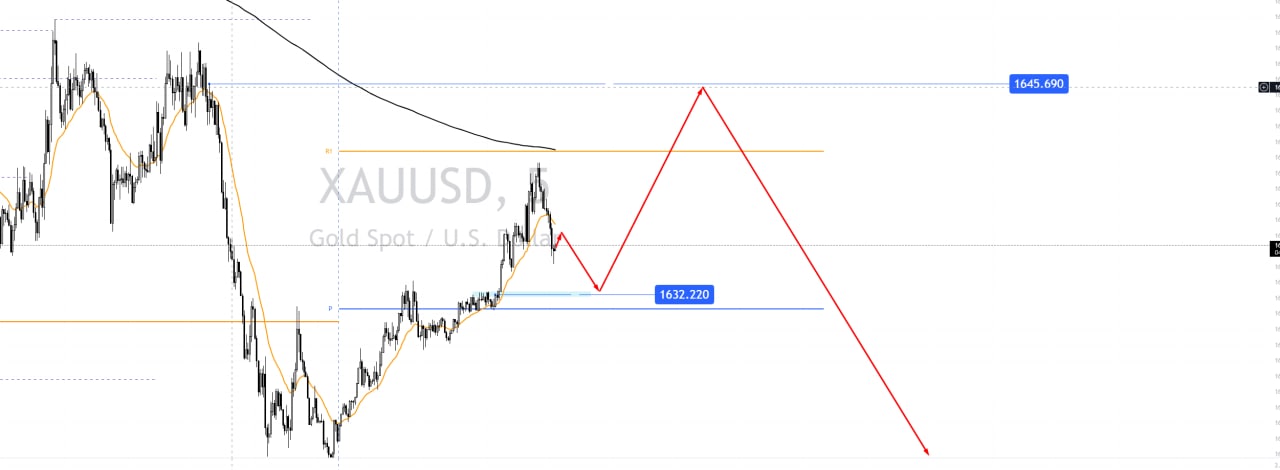 1645.690
R1
XAUUSD, 5
Gold Spot / U.S. Dollar
1632.220
P